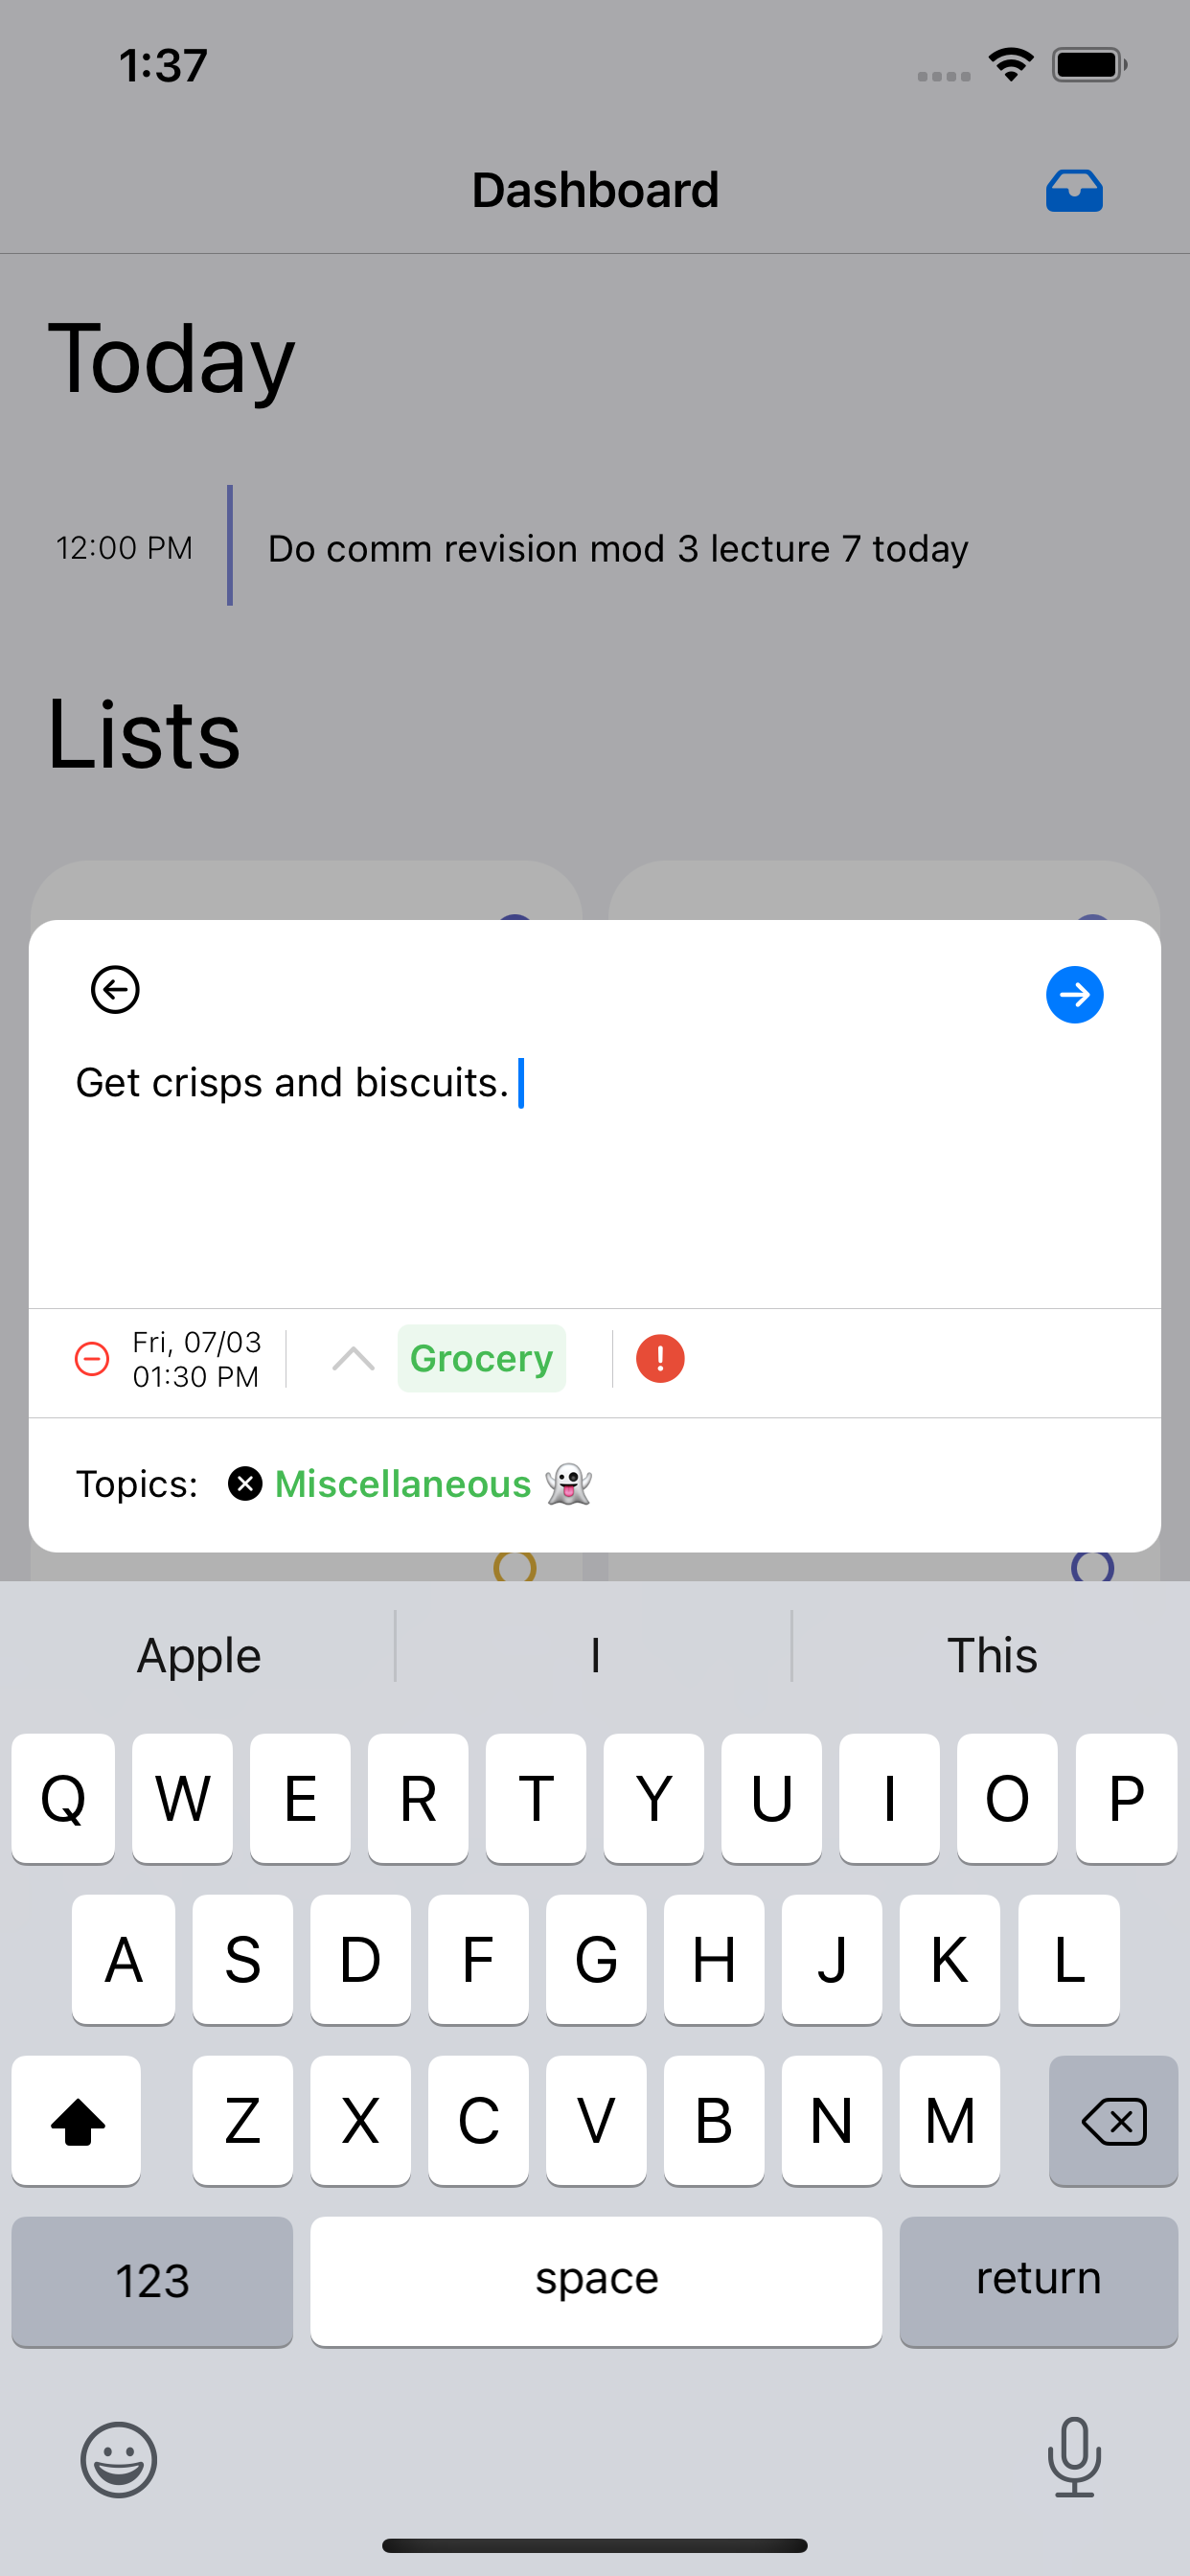 1:37
Dashboard
Today
12:00 PM Do comm revision mod 3 lecture 7 today
Lists
Get crisps and biscuits.
Fri, 07/03
01:30 PM
Grocery
Topics: Miscellaneous 👻
Apple I This
Q W E R T Y U I O P
A S D F G H J K L
Z X C V B N M
123 space return